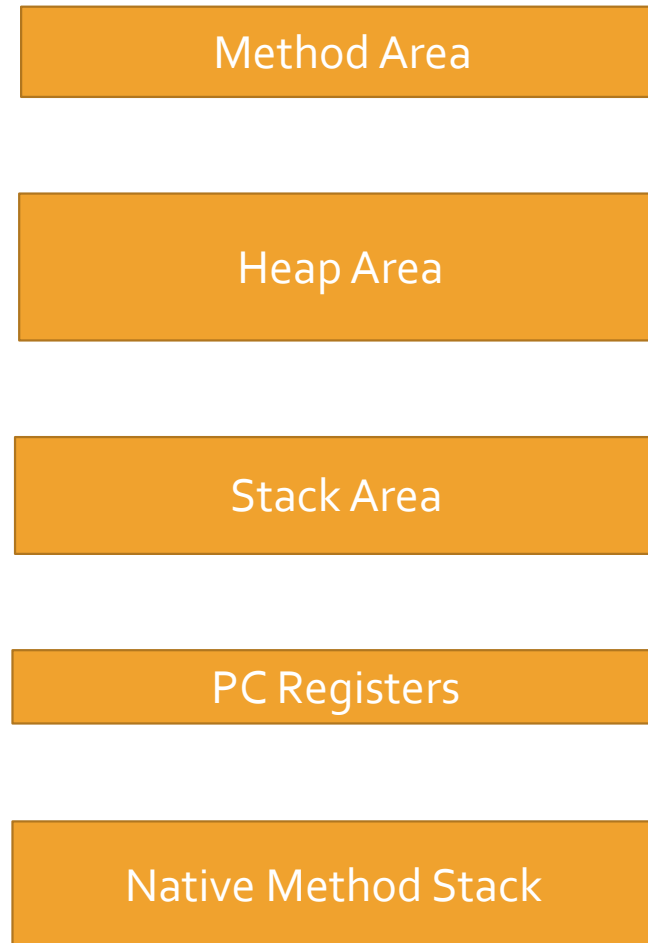 Method Area
Heap Area
Stack Area
PC Registers
Native Method Stack